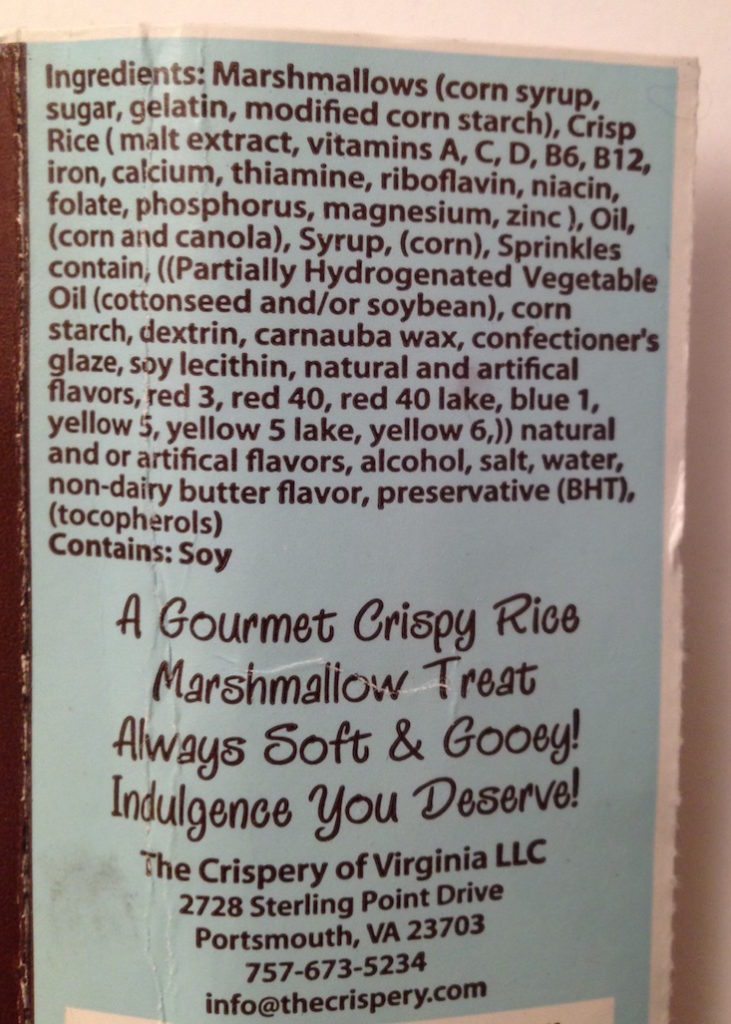 Ingredients: Marshmallows (corn syrup,
sugar, gelatin, modified corn starch), Crisp
Rice ( malt extract, vitamins A, C, D, B6, B12,
iron, calcium, thiamine, riboflavin, niacin,
folate, phosphorus, magnesium, zinc ), Oil,
(corn and canola), Syrup, (corn), Sprinkles
contain, ((Partially Hydrogenated Vegetable
Oil (cottonseed and/or soybean), corn
starch, dextrin, carnauba wax, confectioner's
glaze, soy lecithin, natural and artifical
flavors, red 3, red 40, red 40 lake, blue 1,
yellow 5, yellow 5 lake, yellow 6,)) natural
and or artifical flavors, alcohol, salt, water,
non-dairy butter flavor, preservative (BHT),
(tocopherols)
Contains: Soy
A Gourmet Crispy Rice
Marshmallow Treat
Always Soft & Gooey!
Indulgence You Deserve!
The Crispery of Virginia LLC
2728 Sterling Point Drive
Portsmouth, VA 23703
757-673-5234
info@thecrispery.com